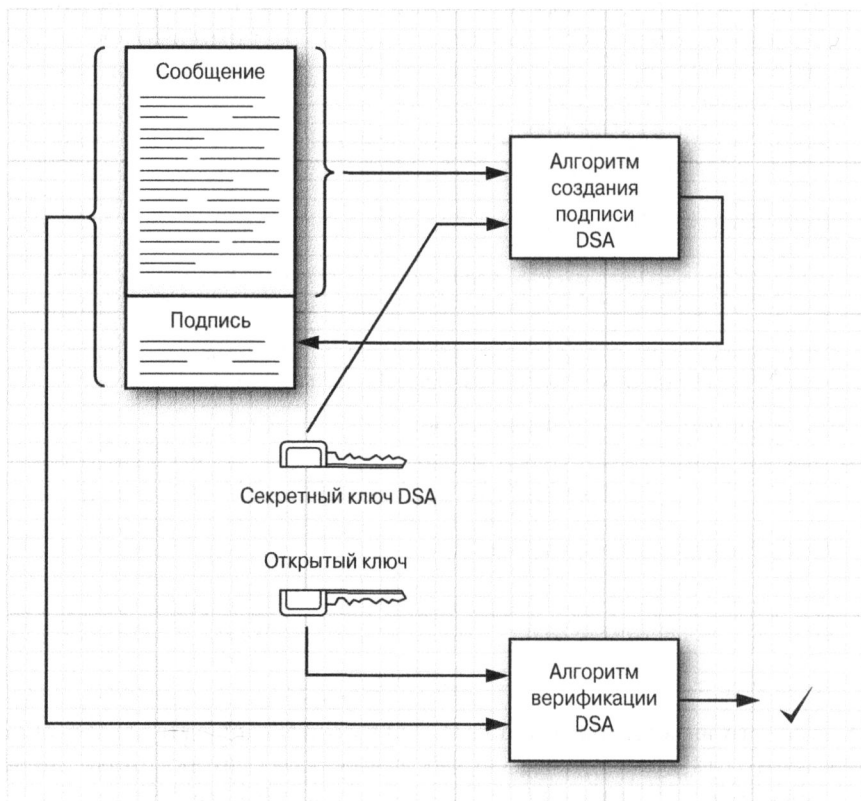 Сообщение
Алгоритм
создания
подписи
DSA
Подпись
Секретный ключ DSA
Открытый ключ
Алгоритм
верификации
DSA